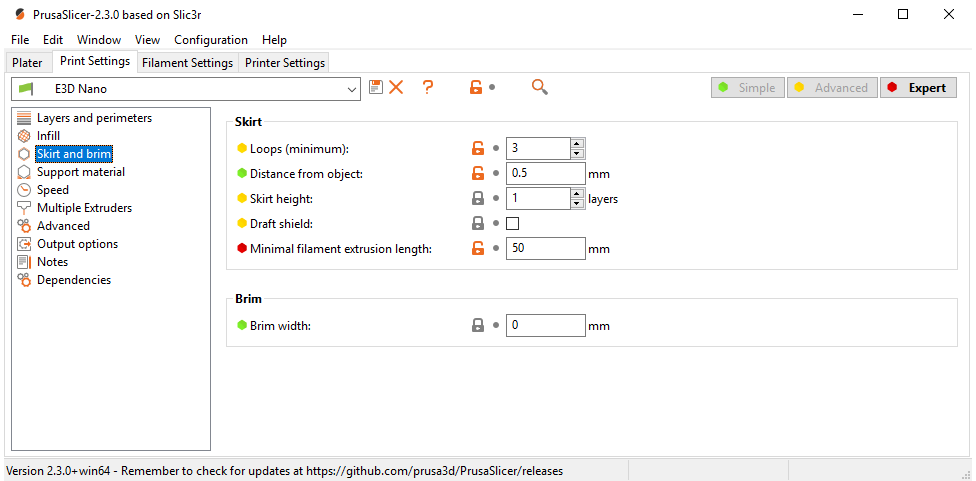 PrusaSlicer-2.3.0 based on Slic3r
File Edit Window View Configuration Help
Plater Print Settings Filament Settings Printer Settings
E3D Nano ? Simple Advanced Expert
Layers and perimeters
Infill
Skirt and brim
Support material
Speed
Multiple Extruders
Advanced
Output options
Notes
Dependencies
Skirt
Loops (minimum): 3
Distance from object: 0.5 mm
Skirt height: 1 layers
Draft shield:
Minimal filament extrusion length: 50 mm
Brim
Brim width: 0 mm
Version 2.3.0+win64 - Remember to check for updates at https://github.com/prusa3d/PrusaSlicer/releases